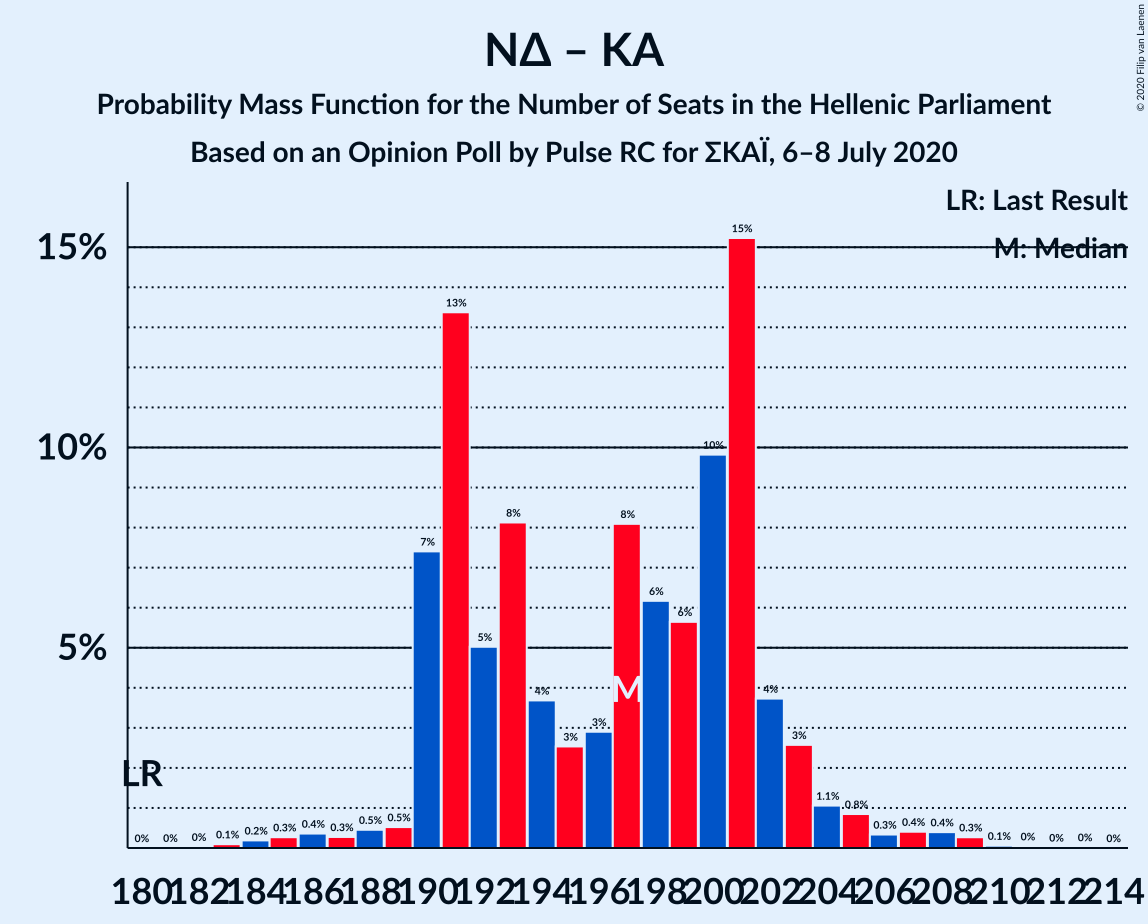 © 2020 Filip van Laenen
ΝΔ – ΚΑ
Probability Mass Function for the Number of Seats in the Hellenic Parliament
Based on an Opinion Poll by Pulse RC for ΣΚΑΪ, 6–8 July 2020
LR: Last Result
M: Median
15%
10%
5%
0% 0% 0% 0.1% 0.2% 0.3% 0.4% 0.3% 0.5% 0.5% 7% 13% 5% 8% 4% 3% 3% 8% 6% 6% 10% 15% 4% 3% 1.1% 0.8% 0.3% 0.4% 0.4% 0.3% 0.1% 0% 0% 0% 0%
M
LR
180 182 184 186 188 190 192 194 196 198 200 202 204 206 208 210 212 214